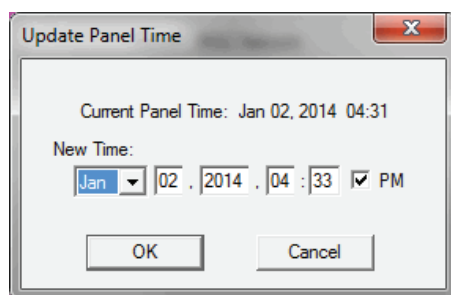 Update Panel Time
Current Panel Time: Jan 02, 2014 04:31
New Time:
Jan 02 , 2014 , 04 : 33 PM
OK Cancel